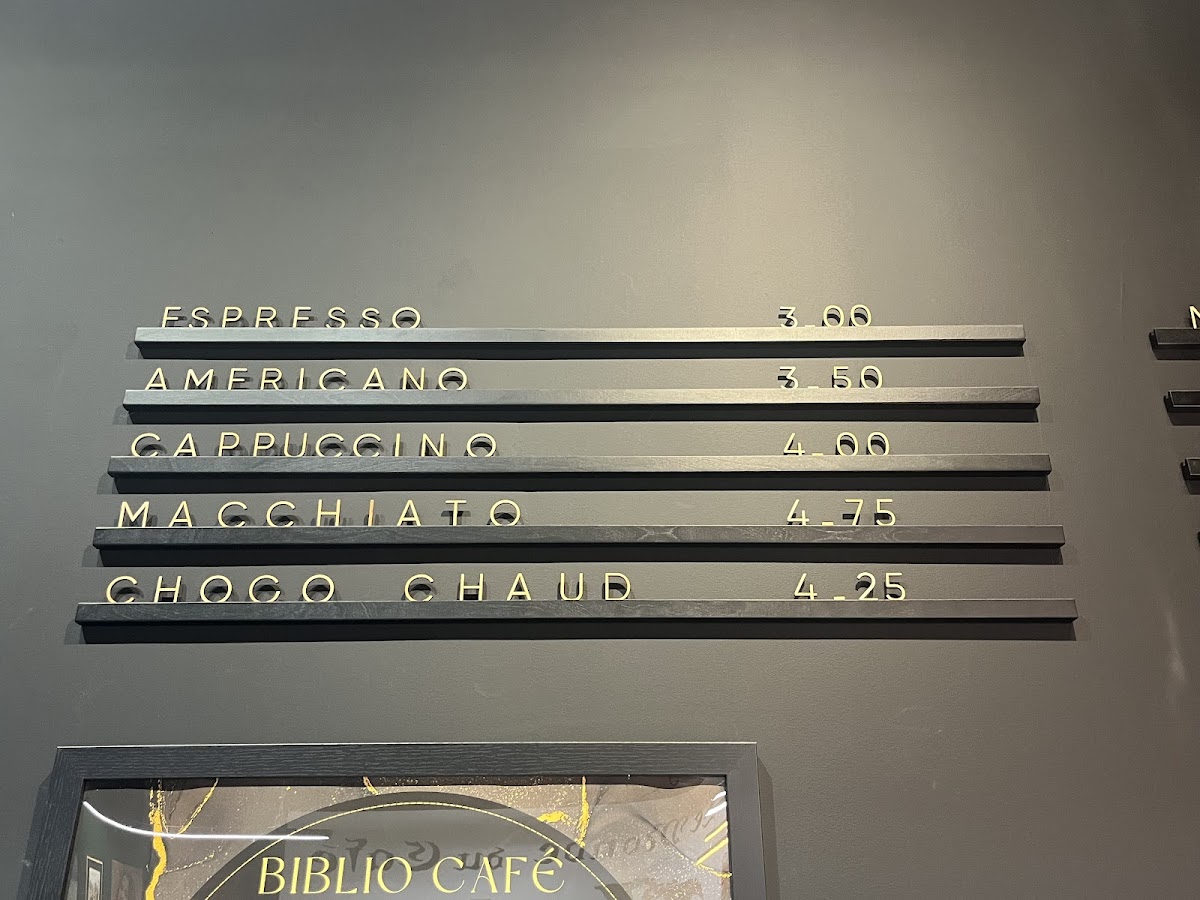 ESPRESSO 3.00
AMERICANO 3.50
CAPPUCCINO 4.00
MACCHIATO 4.75
CHOCO CHAUD 4.25
BIBLIO CAFÉ